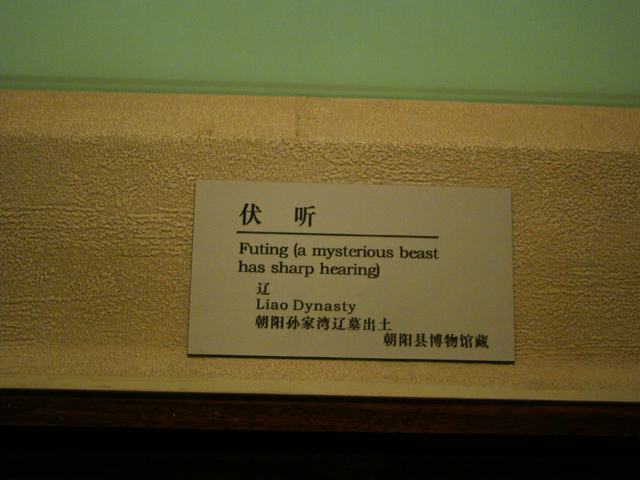 伏 听
Futing (a mysterious beast
has sharp hearing)
辽
Liao Dynasty
朝阳孙家湾辽墓出土
朝阳县博物馆藏